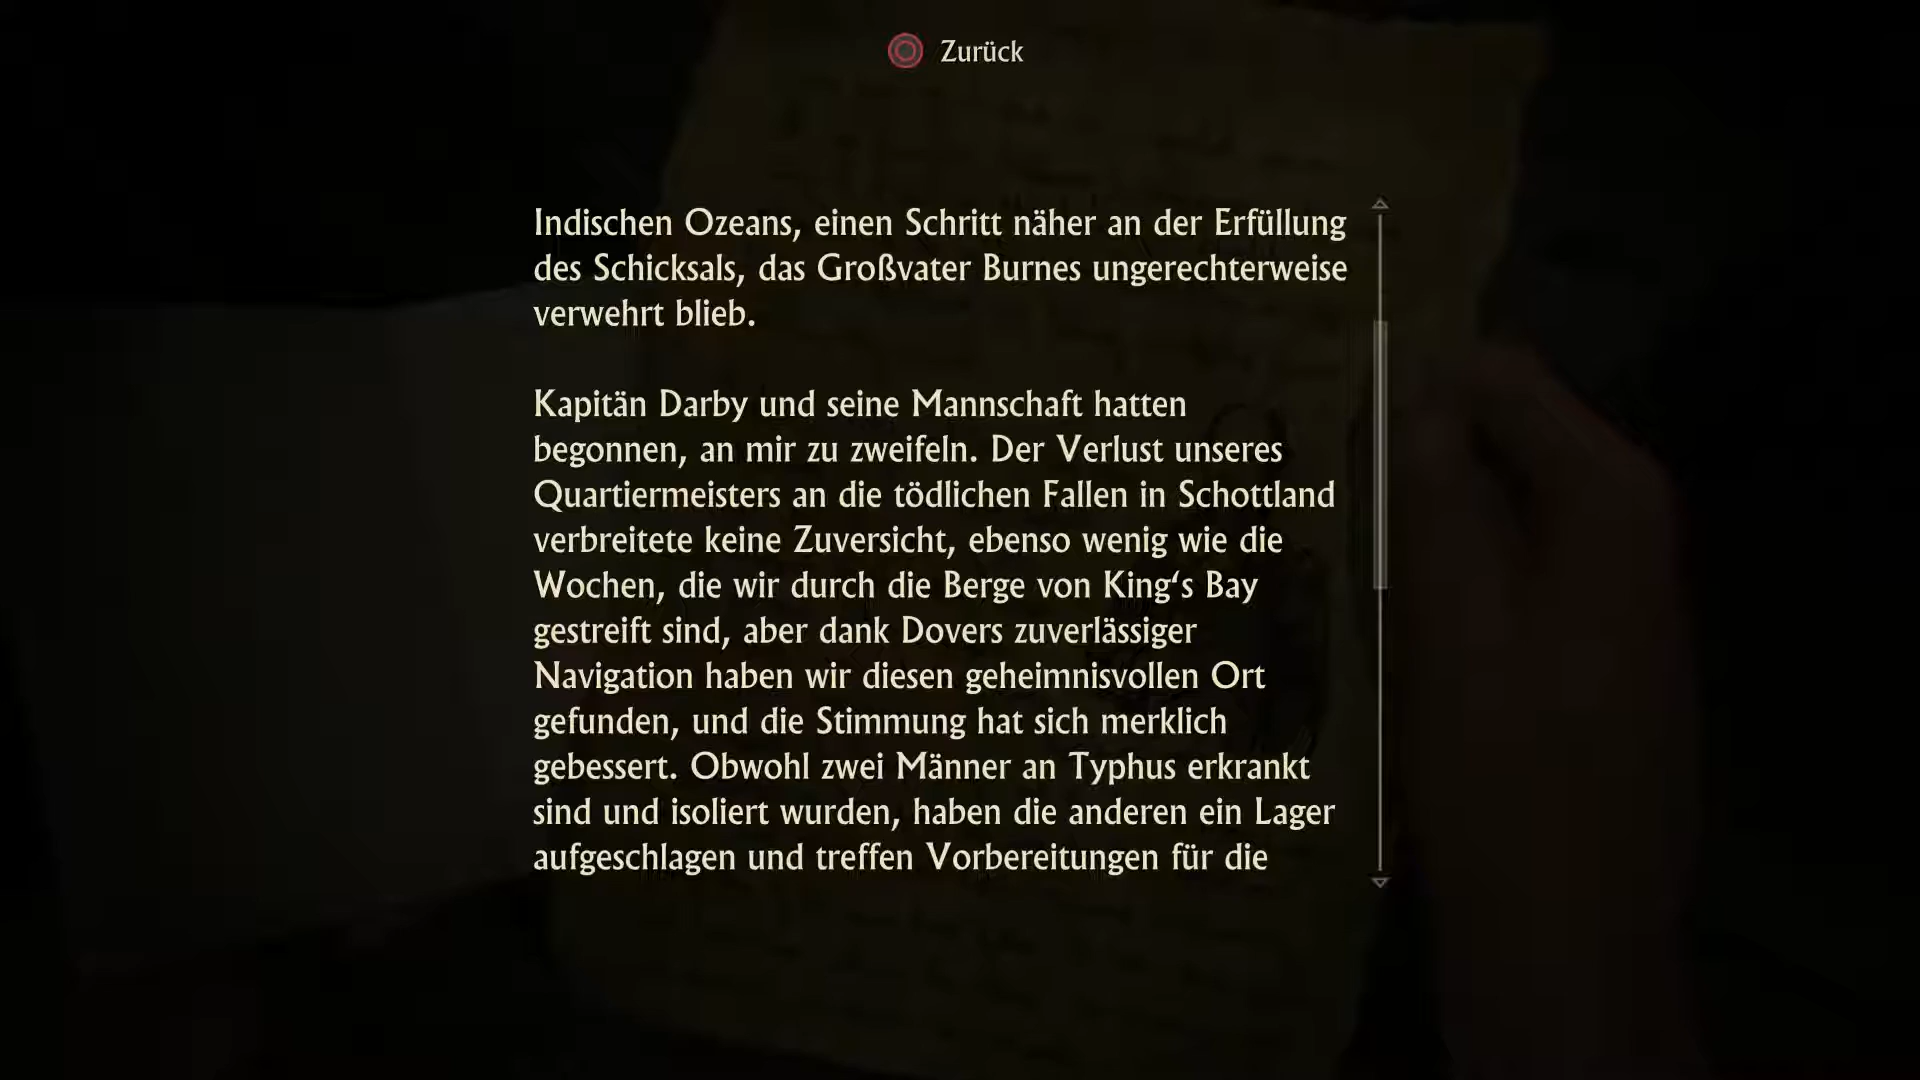 Zurück
Indischen Ozeans, einen Schritt näher an der Erfüllung
des Schicksals, das Großvater Burnes ungerechterweise
verwehrt blieb.
Kapitän Darby und seine Mannschaft hatten
begonnen, an mir zu zweifeln. Der Verlust unseres
Quartiermeisters an die tödlichen Fallen in Schottland
verbreitete keine Zuversicht, ebenso wenig wie die
Wochen, die wir durch die Berge von King‘s Bay
gestreift sind, aber dank Dovers zuverlässiger
Navigation haben wir diesen geheimnisvollen Ort
gefunden, und die Stimmung hat sich merklich
gebessert. Obwohl zwei Männer an Typhus erkrankt
sind und isoliert wurden, haben die anderen ein Lager
aufgeschlagen und treffen Vorbereitungen für die